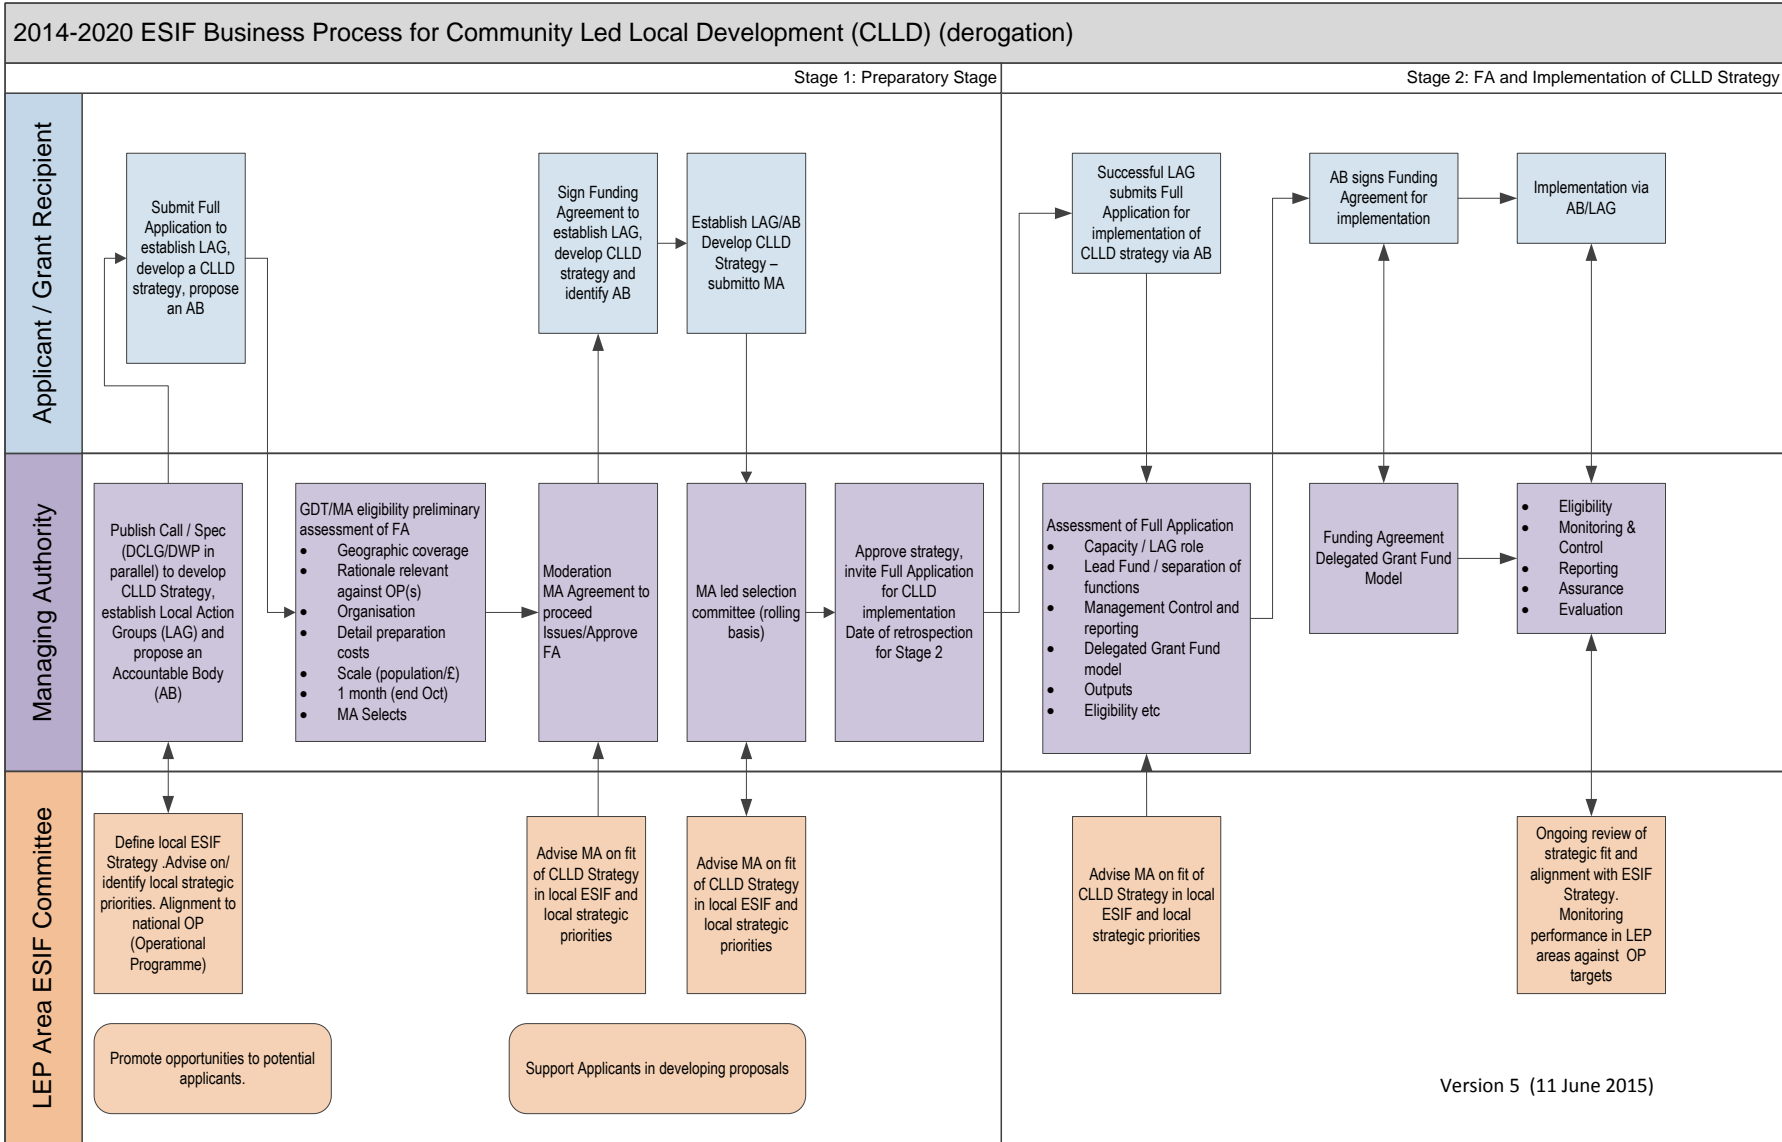 2014-2020 ESIF Business Process for Community Led Local Development (CLLD) (derogation)
Stage 1: Preparatory Stage
Stage 2: FA and Implementation of CLLD Strategy
Applicant / Grant Recipient
Submit Full
Application to
establish LAG,
develop a CLLD
strategy, propose
an AB
Sign Funding
Agreement to
establish LAG,
develop CLLD
strategy and
identify AB
Establish LAG/AB
Develop CLLD
Strategy –
submitto MA
Successful LAG
submits Full
Application for
implementation of
CLLD strategy via AB
AB signs Funding
Agreement for
implementation
Implementation via
AB/LAG
Managing Authority
Publish Call / Spec
(DCLG/DWP in
parallel) to develop
CLLD Strategy,
establish Local Action
Groups (LAG) and
propose an
Accountable Body
(AB)
GDT/MA eligibility preliminary
assessment of FA
• Geographic coverage
• Rationale relevant
against OP(s)
• Organisation
• Detail preparation
costs
• Scale (population/£)
• 1 month (end Oct)
• MA Selects
Moderation
MA Agreement to
proceed
Issues/Approve
FA
MA led selection
committee (rolling
basis)
Approve strategy,
invite Full Application
for CLLD
implementation
Date of retrospection
for Stage 2
Assessment of Full Application
• Capacity / LAG role
• Lead Fund / separation of
functions
• Management Control and
reporting
• Delegated Grant Fund
model
• Outputs
• Eligibility etc
Funding Agreement
Delegated Grant Fund
Model
• Eligibility
• Monitoring &
Control
• Reporting
• Assurance
• Evaluation
LEP Area ESIF Committee
Define local ESIF
Strategy .Advise on/
identify local strategic
priorities. Alignment to
national OP
(Operational
Programme)
Advise MA on fit
of CLLD Strategy
in local ESIF and
local strategic
priorities
Advise MA on fit
of CLLD Strategy
in local ESIF and
local strategic
priorities
Advise MA on fit of
CLLD Strategy in local
ESIF and local
strategic priorities
Ongoing review of
strategic fit and
alignment with ESIF
Strategy.
Monitoring
performance in LEP
areas against OP
targets
Promote opportunities to potential
applicants.
Support Applicants in developing proposals
Version 5 (11 June 2015)